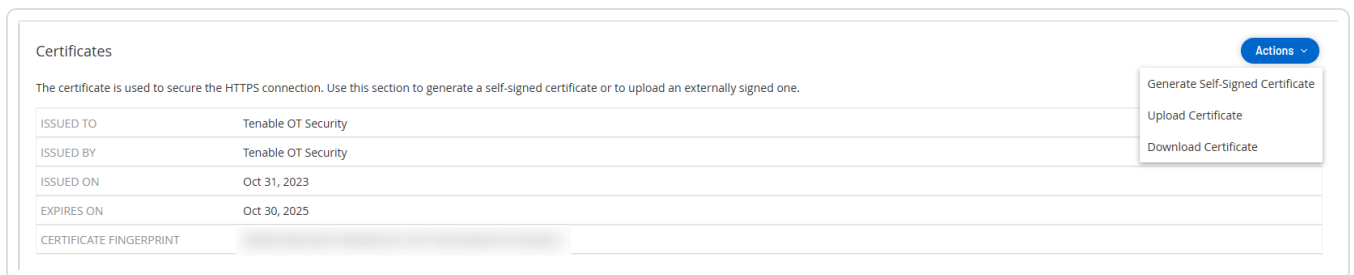 Certificates
Actions
The certificate is used to secure the HTTPS connection. Use this section to generate a self-signed certificate or to upload an externally signed one.
Generate Self-Signed Certificate
Upload Certificate
Download Certificate
ISSUED TO Tenable OT Security
ISSUED BY Tenable OT Security
ISSUED ON Oct 31, 2023
EXPIRES ON Oct 30, 2025
CERTIFICATE FINGERPRINT